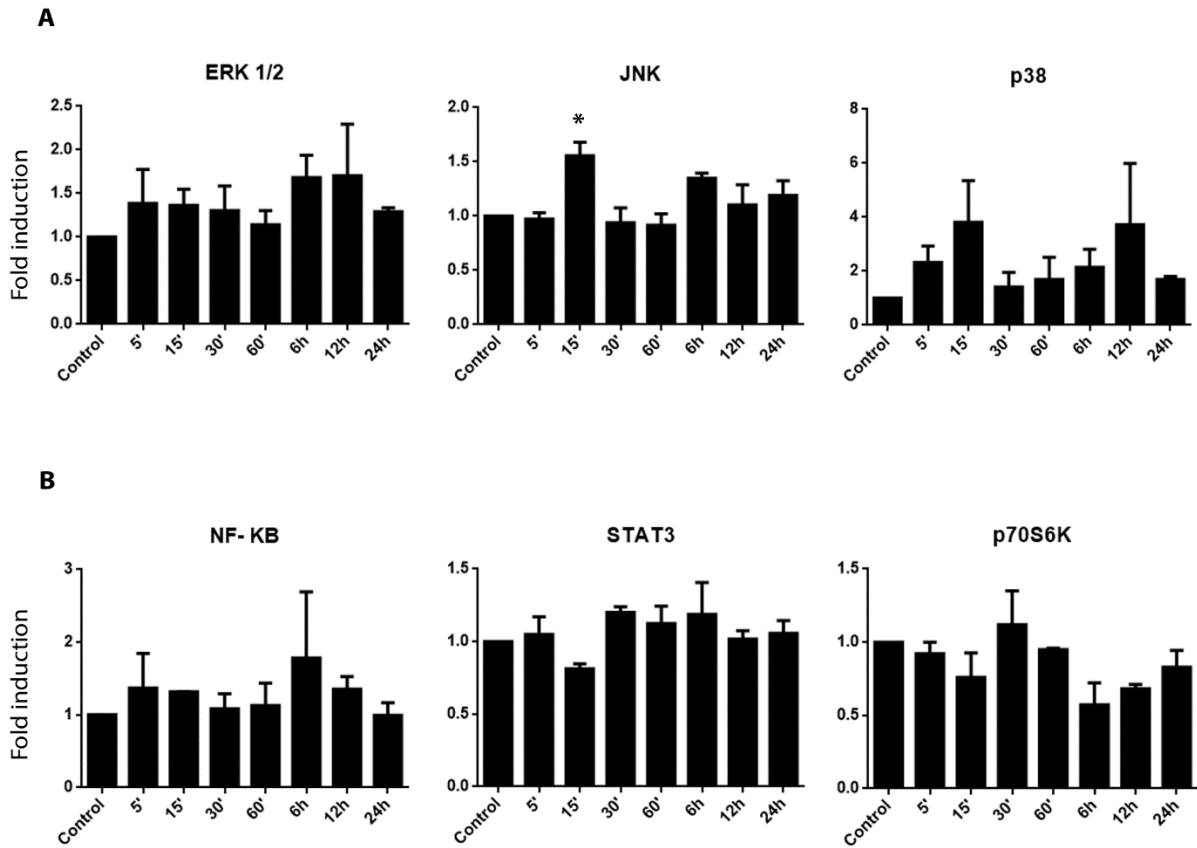 A
ERK 1/2
JNK
p38
Fold induction
2.5
2.0
1.5
1.0
0.5
0.0
Control 5' 15' 30' 60' 6h 12h 24h
2.0
1.5
1.0
0.5
0.0
*
Control 5' 15' 30' 60' 6h 12h 24h
8
6
4
2
0
Control 5' 15' 30' 60' 6h 12h 24h
B
NF- KB
STAT3
p70S6K
Fold induction
3
2
1
0
Control 5' 15' 30' 60' 6h 12h 24h
1.5
1.0
0.5
0.0
Control 5' 15' 30' 60' 6h 12h 24h
1.5
1.0
0.5
0.0
Control 5' 15' 30' 60' 6h 12h 24h